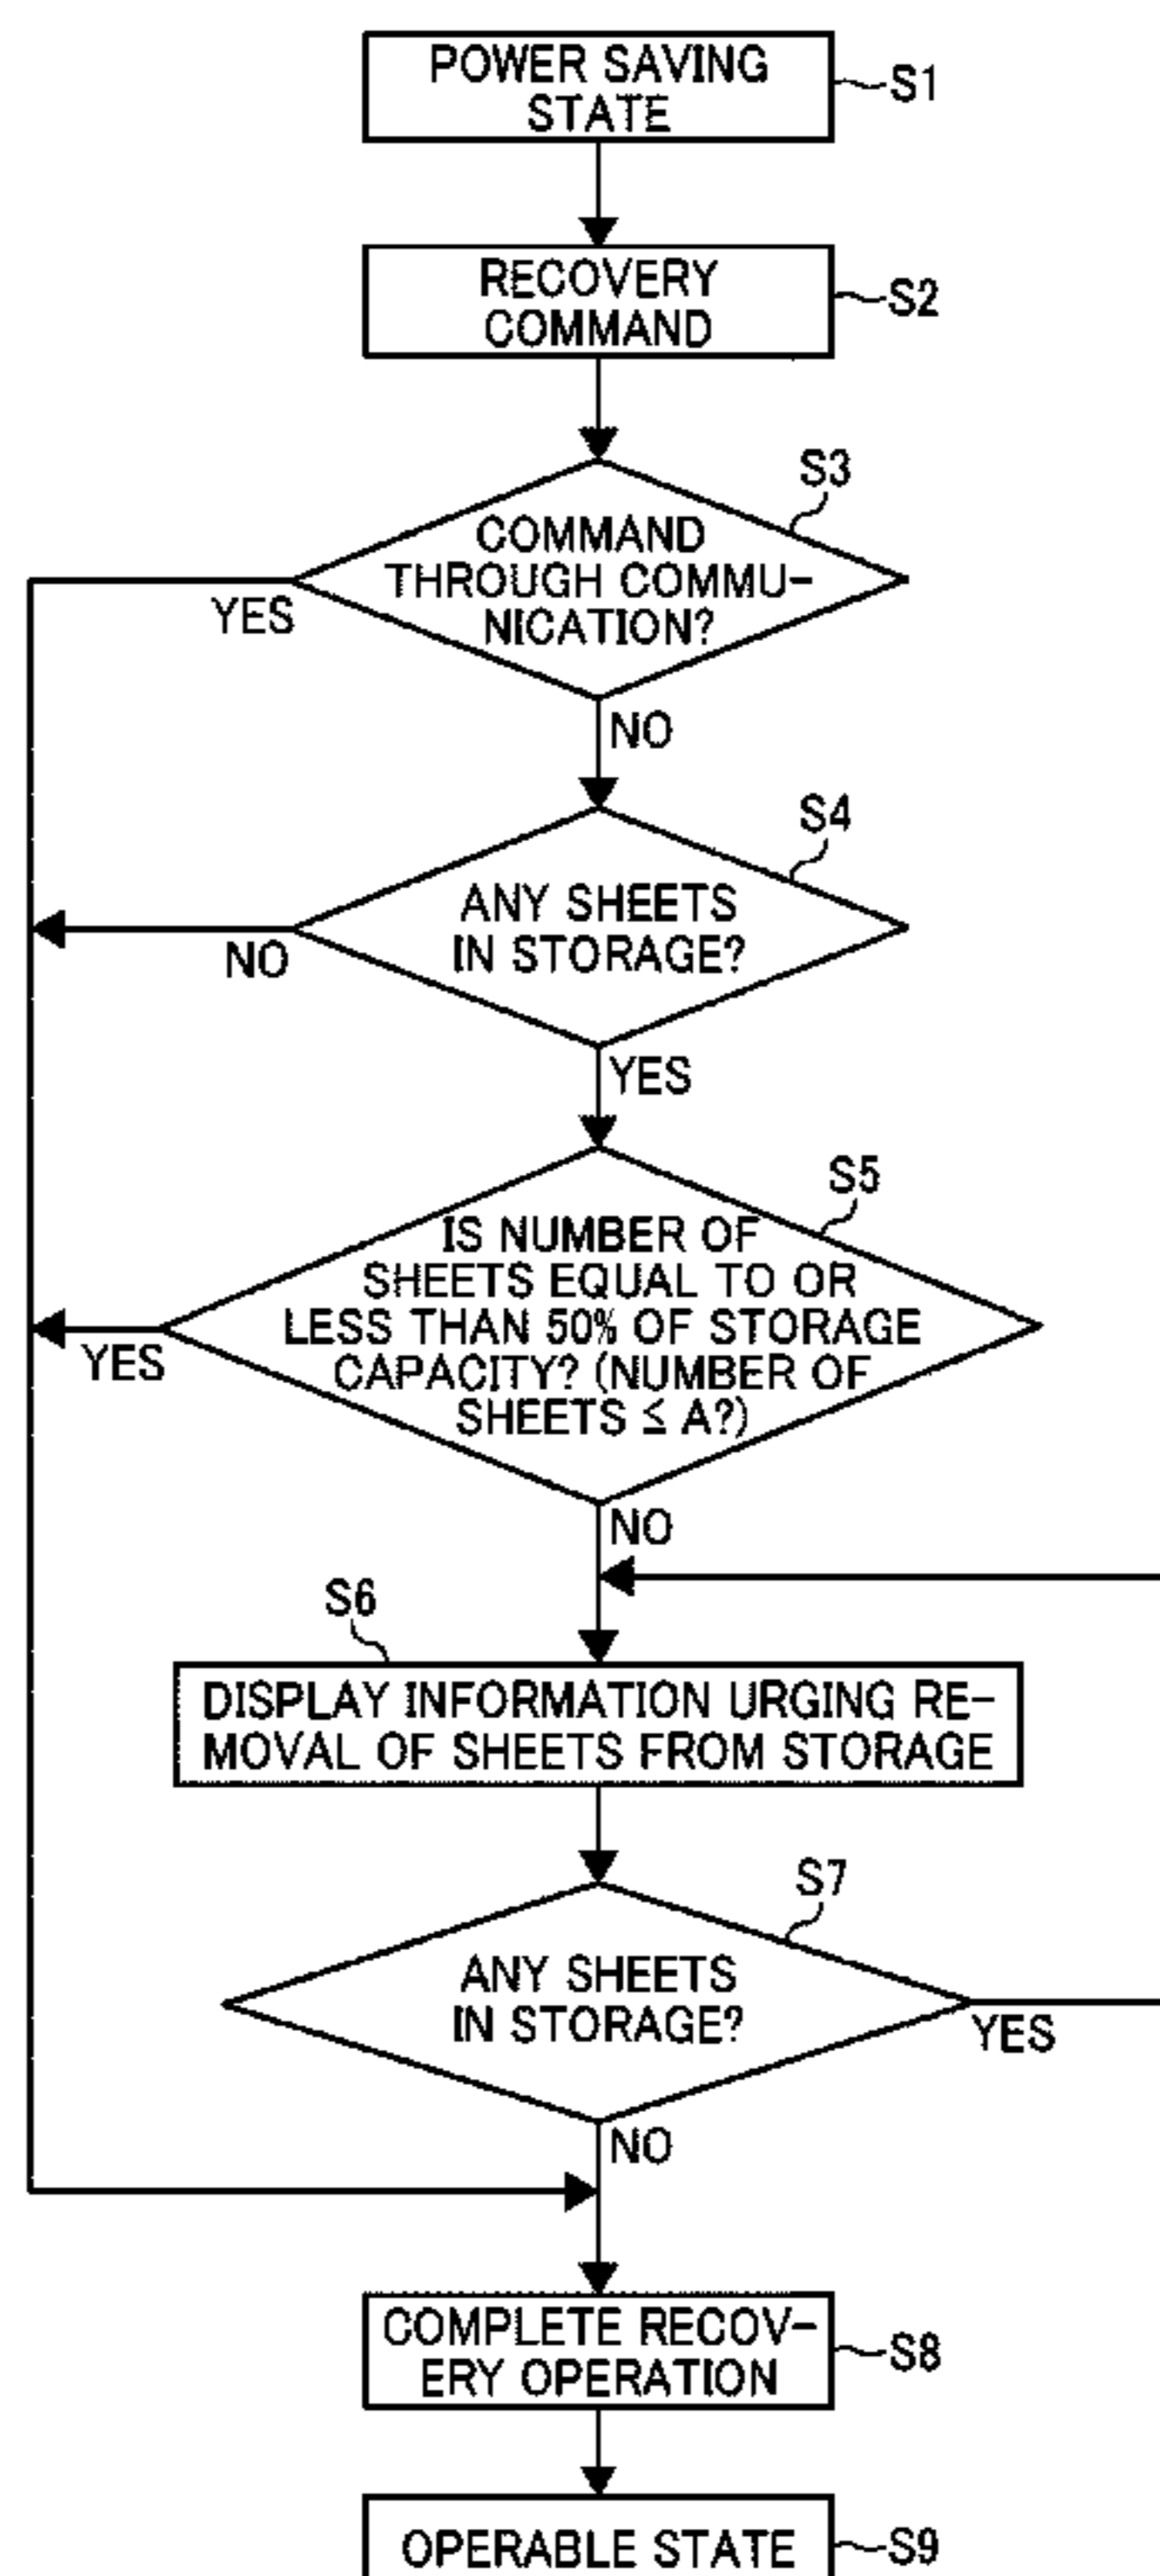 POWER SAVING
STATE
S1
RECOVERY
COMMAND
S2
S3
COMMAND
THROUGH COMMU-
NICATION?
YES
NO
S4
ANY SHEETS
IN STORAGE?
NO
YES
S5
IS NUMBER OF
SHEETS EQUAL TO OR
LESS THAN 50% OF STORAGE
CAPACITY? (NUMBER OF
SHEETS ≤ A?)
YES
NO
S6
DISPLAY INFORMATION URGING RE-
MOVAL OF SHEETS FROM STORAGE
S7
ANY SHEETS
IN STORAGE?
YES
NO
COMPLETE RECOV-
ERY OPERATION
S8
OPERABLE STATE
S9